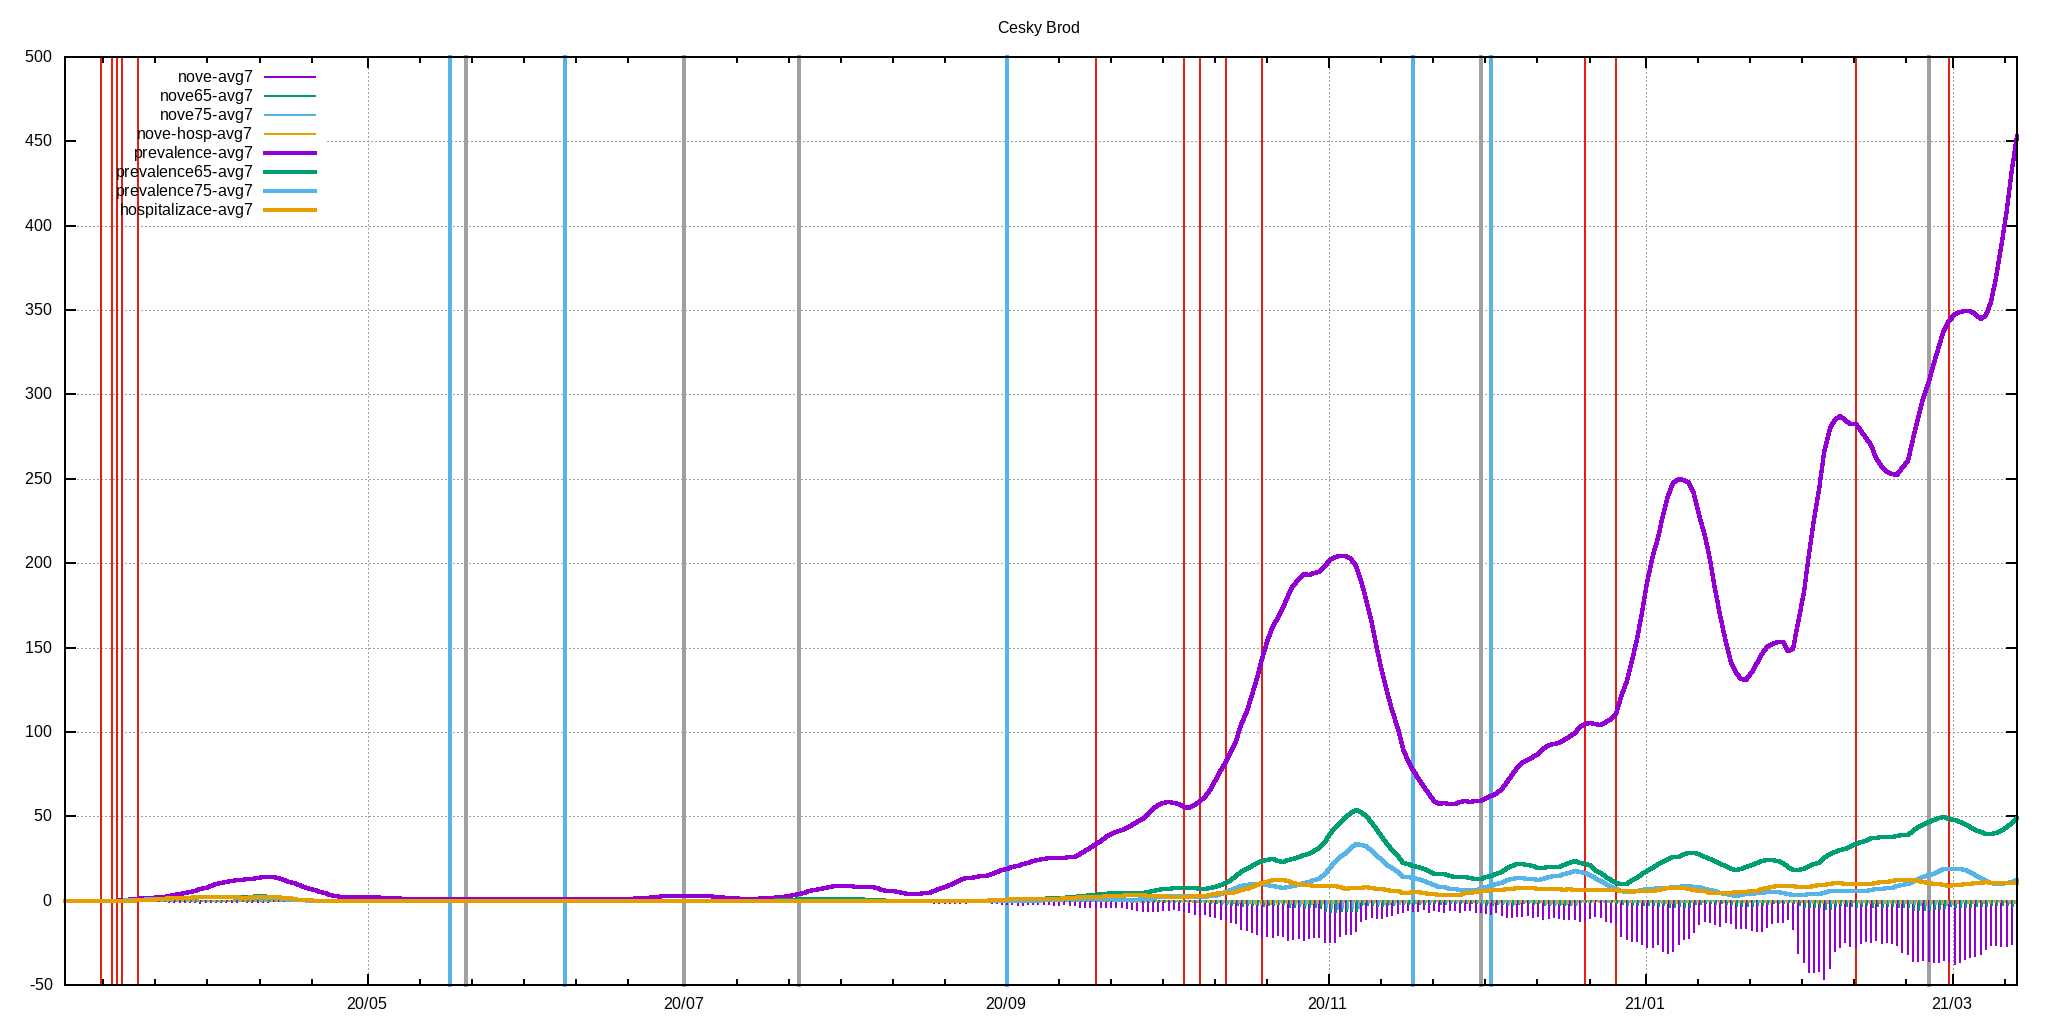 Cesky Brod
500
450
400
350
300
250
200
150
100
50
0
-50
nove-avg7
nove65-avg7
nove75-avg7
nove-hosp-avg7
prevalence-avg7
prevalence65-avg7
prevalence75-avg7
hospitalizace-avg7
20/05
20/07
20/09
20/11
21/01
21/03